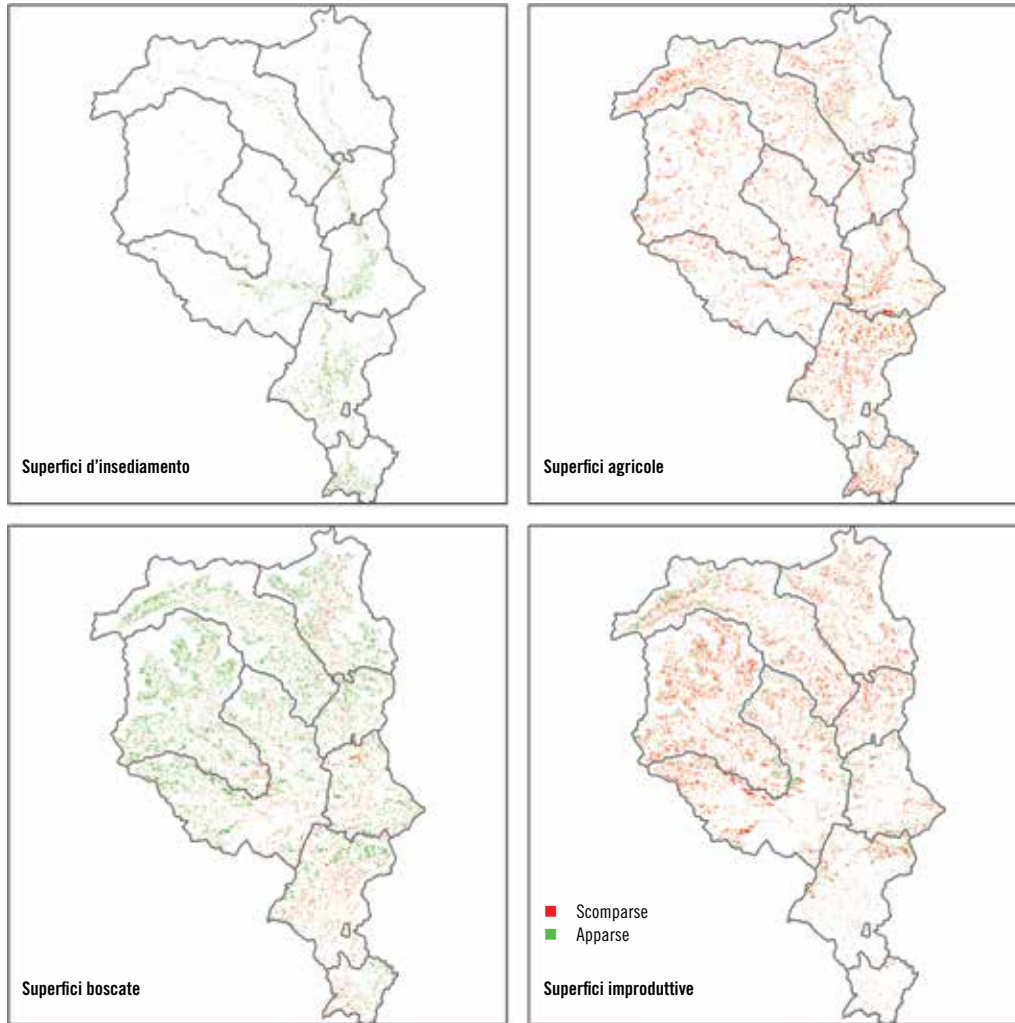 Superfici d'insediamento
Superfici agricole
Superfici boscate
Scomparse
Apparse
Superfici improduttive